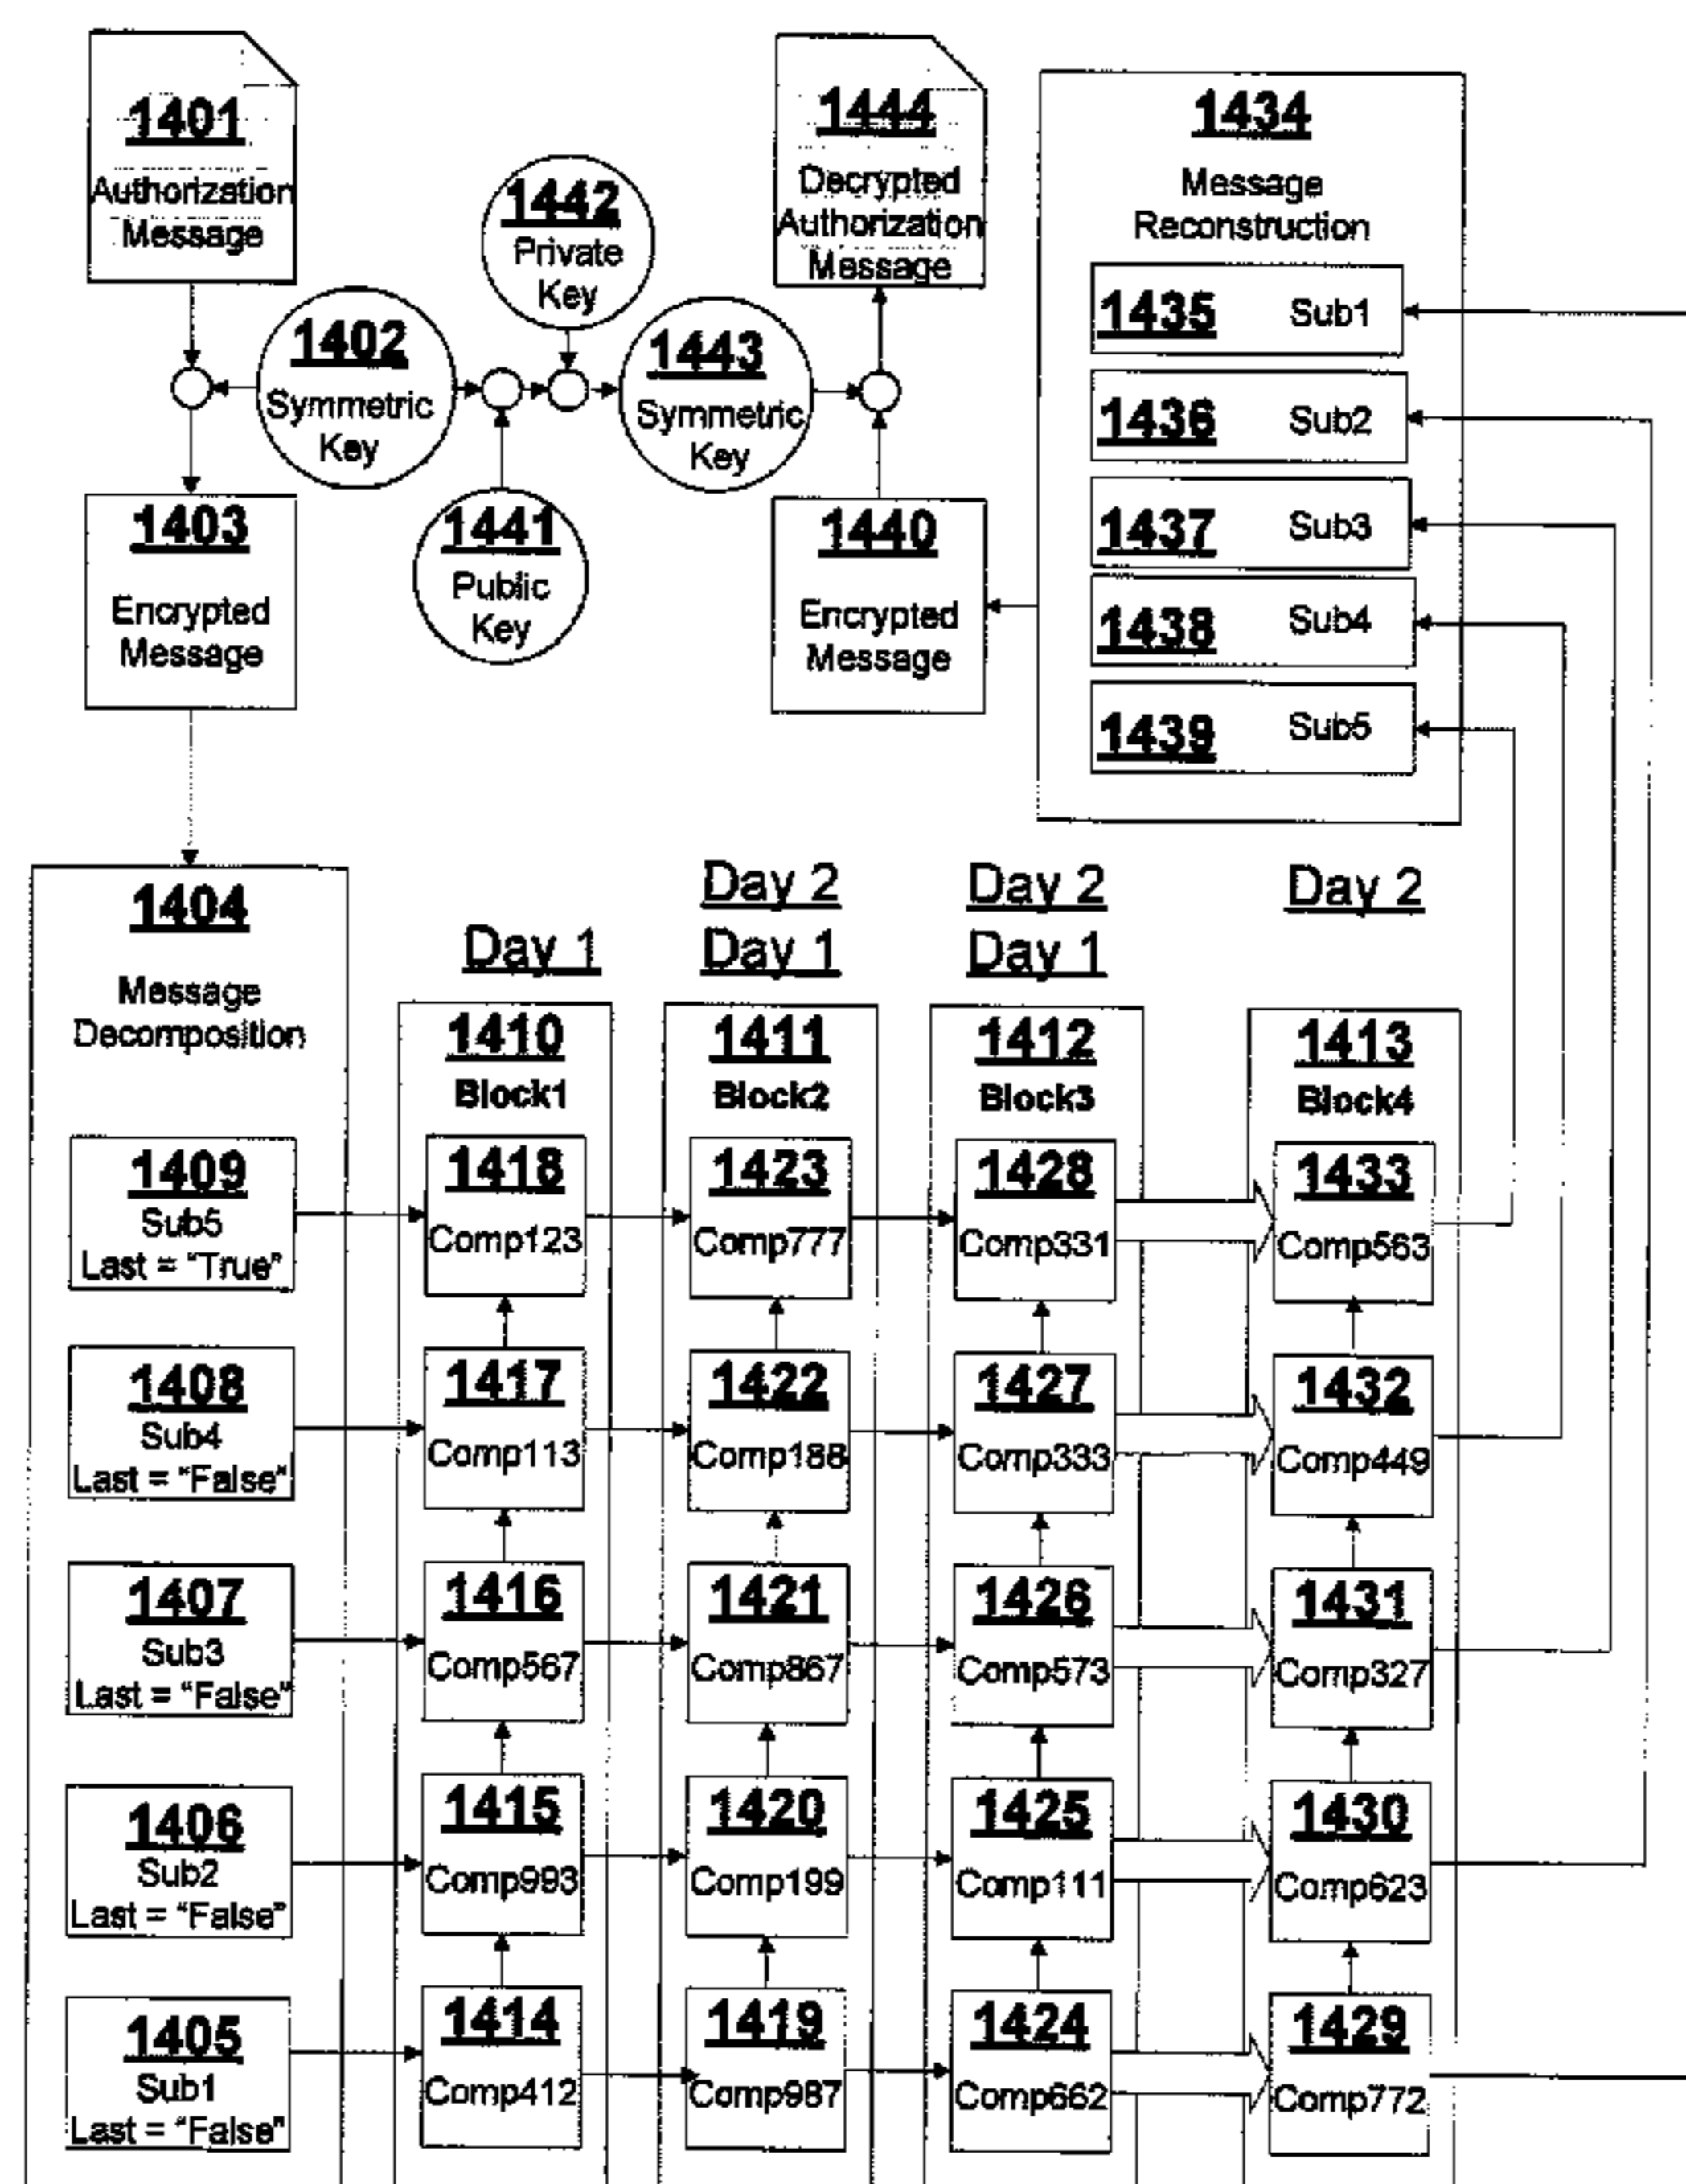 1401
Authorization
Message
1442
Private
Key
1444
Decrypted
Authorization
Message
1434
Message
Reconstruction
1402
Symmetric
Key
1443
Symmetric
Key
1435 Sub1
1436 Sub2
1437 Sub3
1438 Sub4
1439 Sub5
1403
Encrypted
Message
1441
Public
Key
1440
Encrypted
Message
1404
Message
Decomposition
Day 1
Day 2
Day 1
Day 2
Day 1
Day 2
1410
Block1
1411
Block2
1412
Block3
1413
Block4
1409
Sub5
Last = "True"
1418
Comp123
1423
Comp777
1428
Comp331
1433
Comp563
1408
Sub4
Last = "False"
1417
Comp113
1422
Comp188
1427
Comp333
1432
Comp449
1407
Sub3
Last = "False"
1416
Comp567
1421
Comp867
1426
Comp573
1431
Comp327
1406
Sub2
Last = "False"
1415
Comp993
1420
Comp199
1425
Comp111
1430
Comp623
1405
Sub1
Last = "False"
1414
Comp412
1419
Comp987
1424
Comp662
1429
Comp772